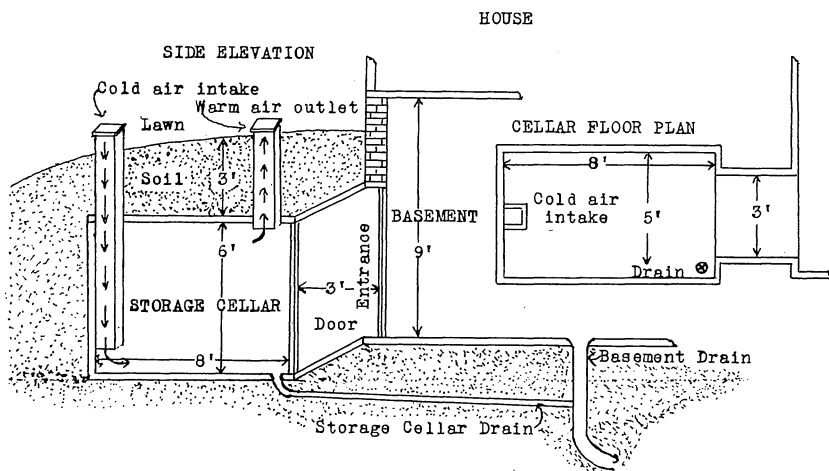 HOUSE
SIDE ELEVATION
Cold air intake
Warm air outlet
Lawn
Soil
3'
6'
STORAGE CELLAR
8'
3'
Entrance
Door
BASEMENT
9'
CELLAR FLOOR PLAN
8'
Cold air
intake
5'
3'
Drain
Basement Drain
Storage Cellar Drain